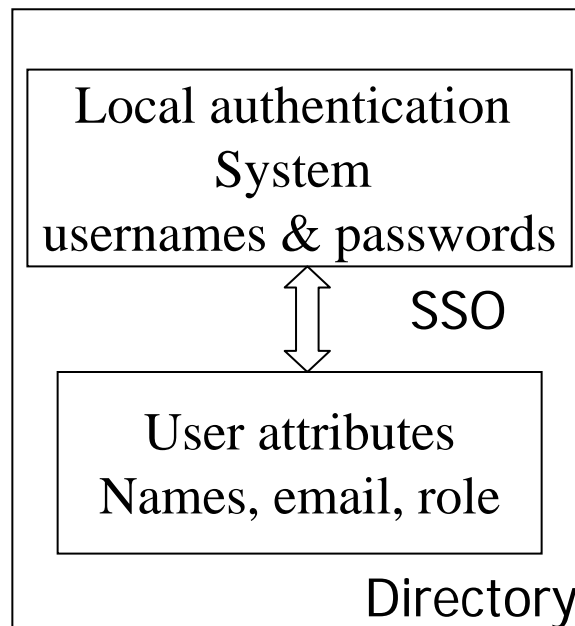 Local authentication
System
usernames & passwords
SSO
User attributes
Names, email, role
Directory